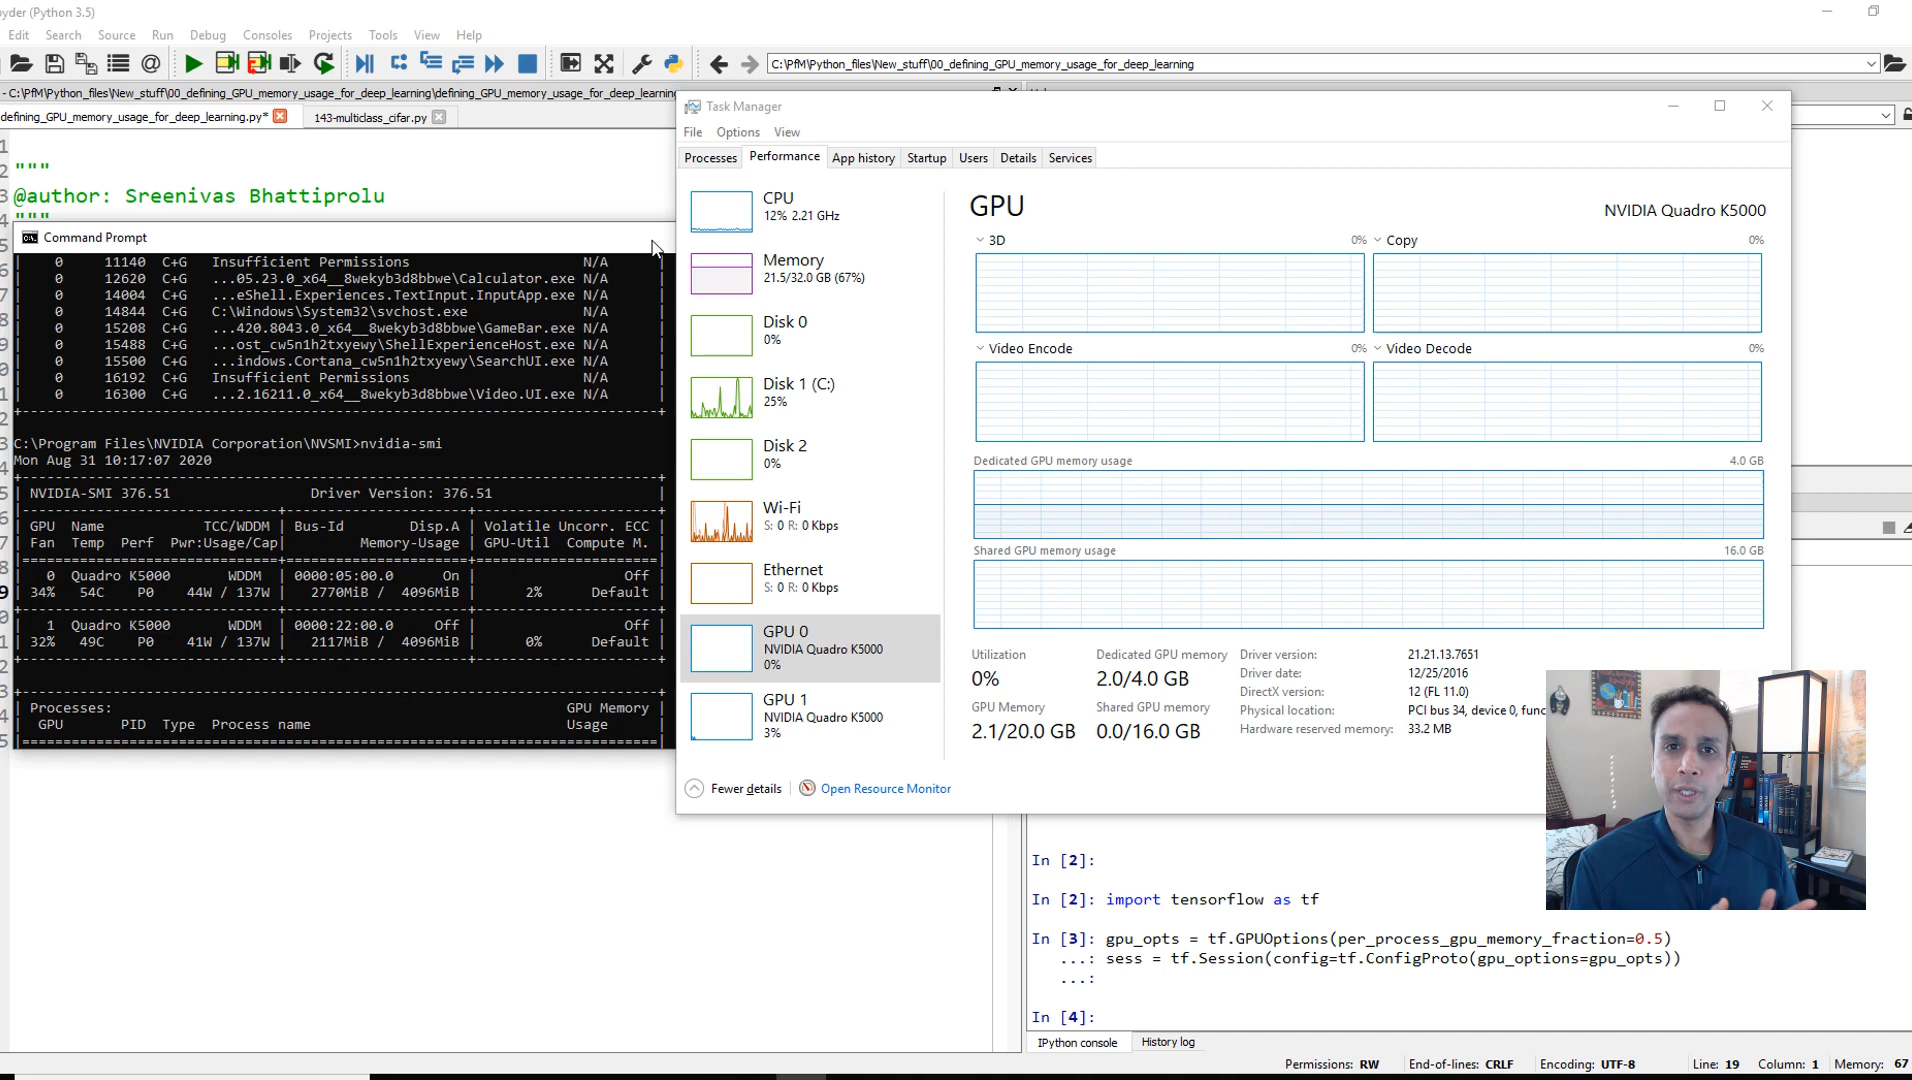 yder (Python 3.5)
Edit Search Source Run Debug Consoles Projects Tools View Help
C:\PfM\Python_files\New_stuff\00_defining_GPU_memory_usage_for_deep_learning
- C:\PfM\Python_files\New_stuff\00_defining_GPU_memory_usage_for_deep_learning\defining_GPU_memory_usage_for_deep_learning
defining_GPU_memory_usage_for_deep_learning.py* 143-multiclass_cifar.py
1
2 """
3 @author: Sreenivas Bhattiprolu
4 """
Command Prompt
| 0 11140 C+G Insufficient Permissions N/A |
| 0 12620 C+G ...05.23.0_x64__8wekyb3d8bbwe\Calculator.exe N/A |
| 0 14004 C+G ...eShell.Experiences.TextInput.InputApp.exe N/A |
| 0 14844 C+G C:\Windows\System32\svchost.exe N/A |
| 0 15208 C+G ...420.8043.0_x64__8wekyb3d8bbwe\GameBar.exe N/A |
| 0 15488 C+G ...ost_cw5n1h2txyewy\ShellExperienceHost.exe N/A |
| 0 15500 C+G ...indows.Cortana_cw5n1h2txyewy\SearchUI.exe N/A |
| 0 16192 C+G Insufficient Permissions N/A |
| 0 16300 C+G ...2.16211.0_x64__8wekyb3d8bbwe\Video.UI.exe N/A |
C:\Program Files\NVIDIA Corporation\NVSMI>nvidia-smi
Mon Aug 31 10:17:07 2020
| NVIDIA-SMI 376.51 Driver Version: 376.51 |
| GPU Name TCC/WDDM | Bus-Id Disp.A | Volatile Uncorr. ECC |
| Fan Temp Perf Pwr:Usage/Cap| Memory-Usage | GPU-Util Compute M. |
| 0 Quadro K5000 WDDM | 0000:05:00.0 On | Off |
| 34% 54C P0 44W / 137W | 2770MiB / 4096MiB | 2% Default |
| 1 Quadro K5000 WDDM | 0000:22:00.0 Off | Off |
| 32% 49C P0 41W / 137W | 2117MiB / 4096MiB | 0% Default |
| Processes: GPU Memory |
| GPU PID Type Process name Usage |
Task Manager
File Options View
Processes Performance App history Startup Users Details Services
CPU
12% 2.21 GHz
Memory
21.5/32.0 GB (67%)
Disk 0
0%
Disk 1 (C:)
25%
Disk 2
0%
Wi-Fi
S: 0 R: 0 Kbps
Ethernet
S: 0 R: 0 Kbps
GPU 0
NVIDIA Quadro K5000
0%
GPU 1
NVIDIA Quadro K5000
3%
GPU NVIDIA Quadro K5000
3D 0% Copy 0%
Video Encode 0% Video Decode 0%
Dedicated GPU memory usage 4.0 GB
Shared GPU memory usage 16.0 GB
Utilization
0%
Dedicated GPU memory
2.0/4.0 GB
GPU Memory
2.1/20.0 GB
Shared GPU memory
0.0/16.0 GB
Driver version: 21.21.13.7651
Driver date: 12/25/2016
DirectX version: 12 (FL 11.0)
Physical location: PCI bus 34, device 0, func
Hardware reserved memory: 33.2 MB
Fewer details Open Resource Monitor
In [2]:
In [2]: import tensorflow as tf
In [3]: gpu_opts = tf.GPUOptions(per_process_gpu_memory_fraction=0.5)
...: sess = tf.Session(config=tf.ConfigProto(gpu_options=gpu_opts))
...:
In [4]:
IPython console History log
Permissions: RW End-of-lines: CRLF Encoding: UTF-8 Line: 19 Column: 1 Memory: 67